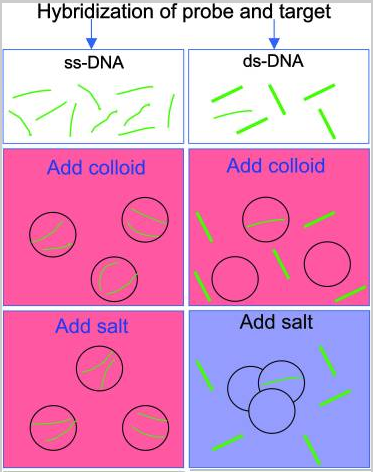 Hybridization of probe and target
ss-DNA
ds-DNA
Add colloid
Add colloid
Add salt
Add salt